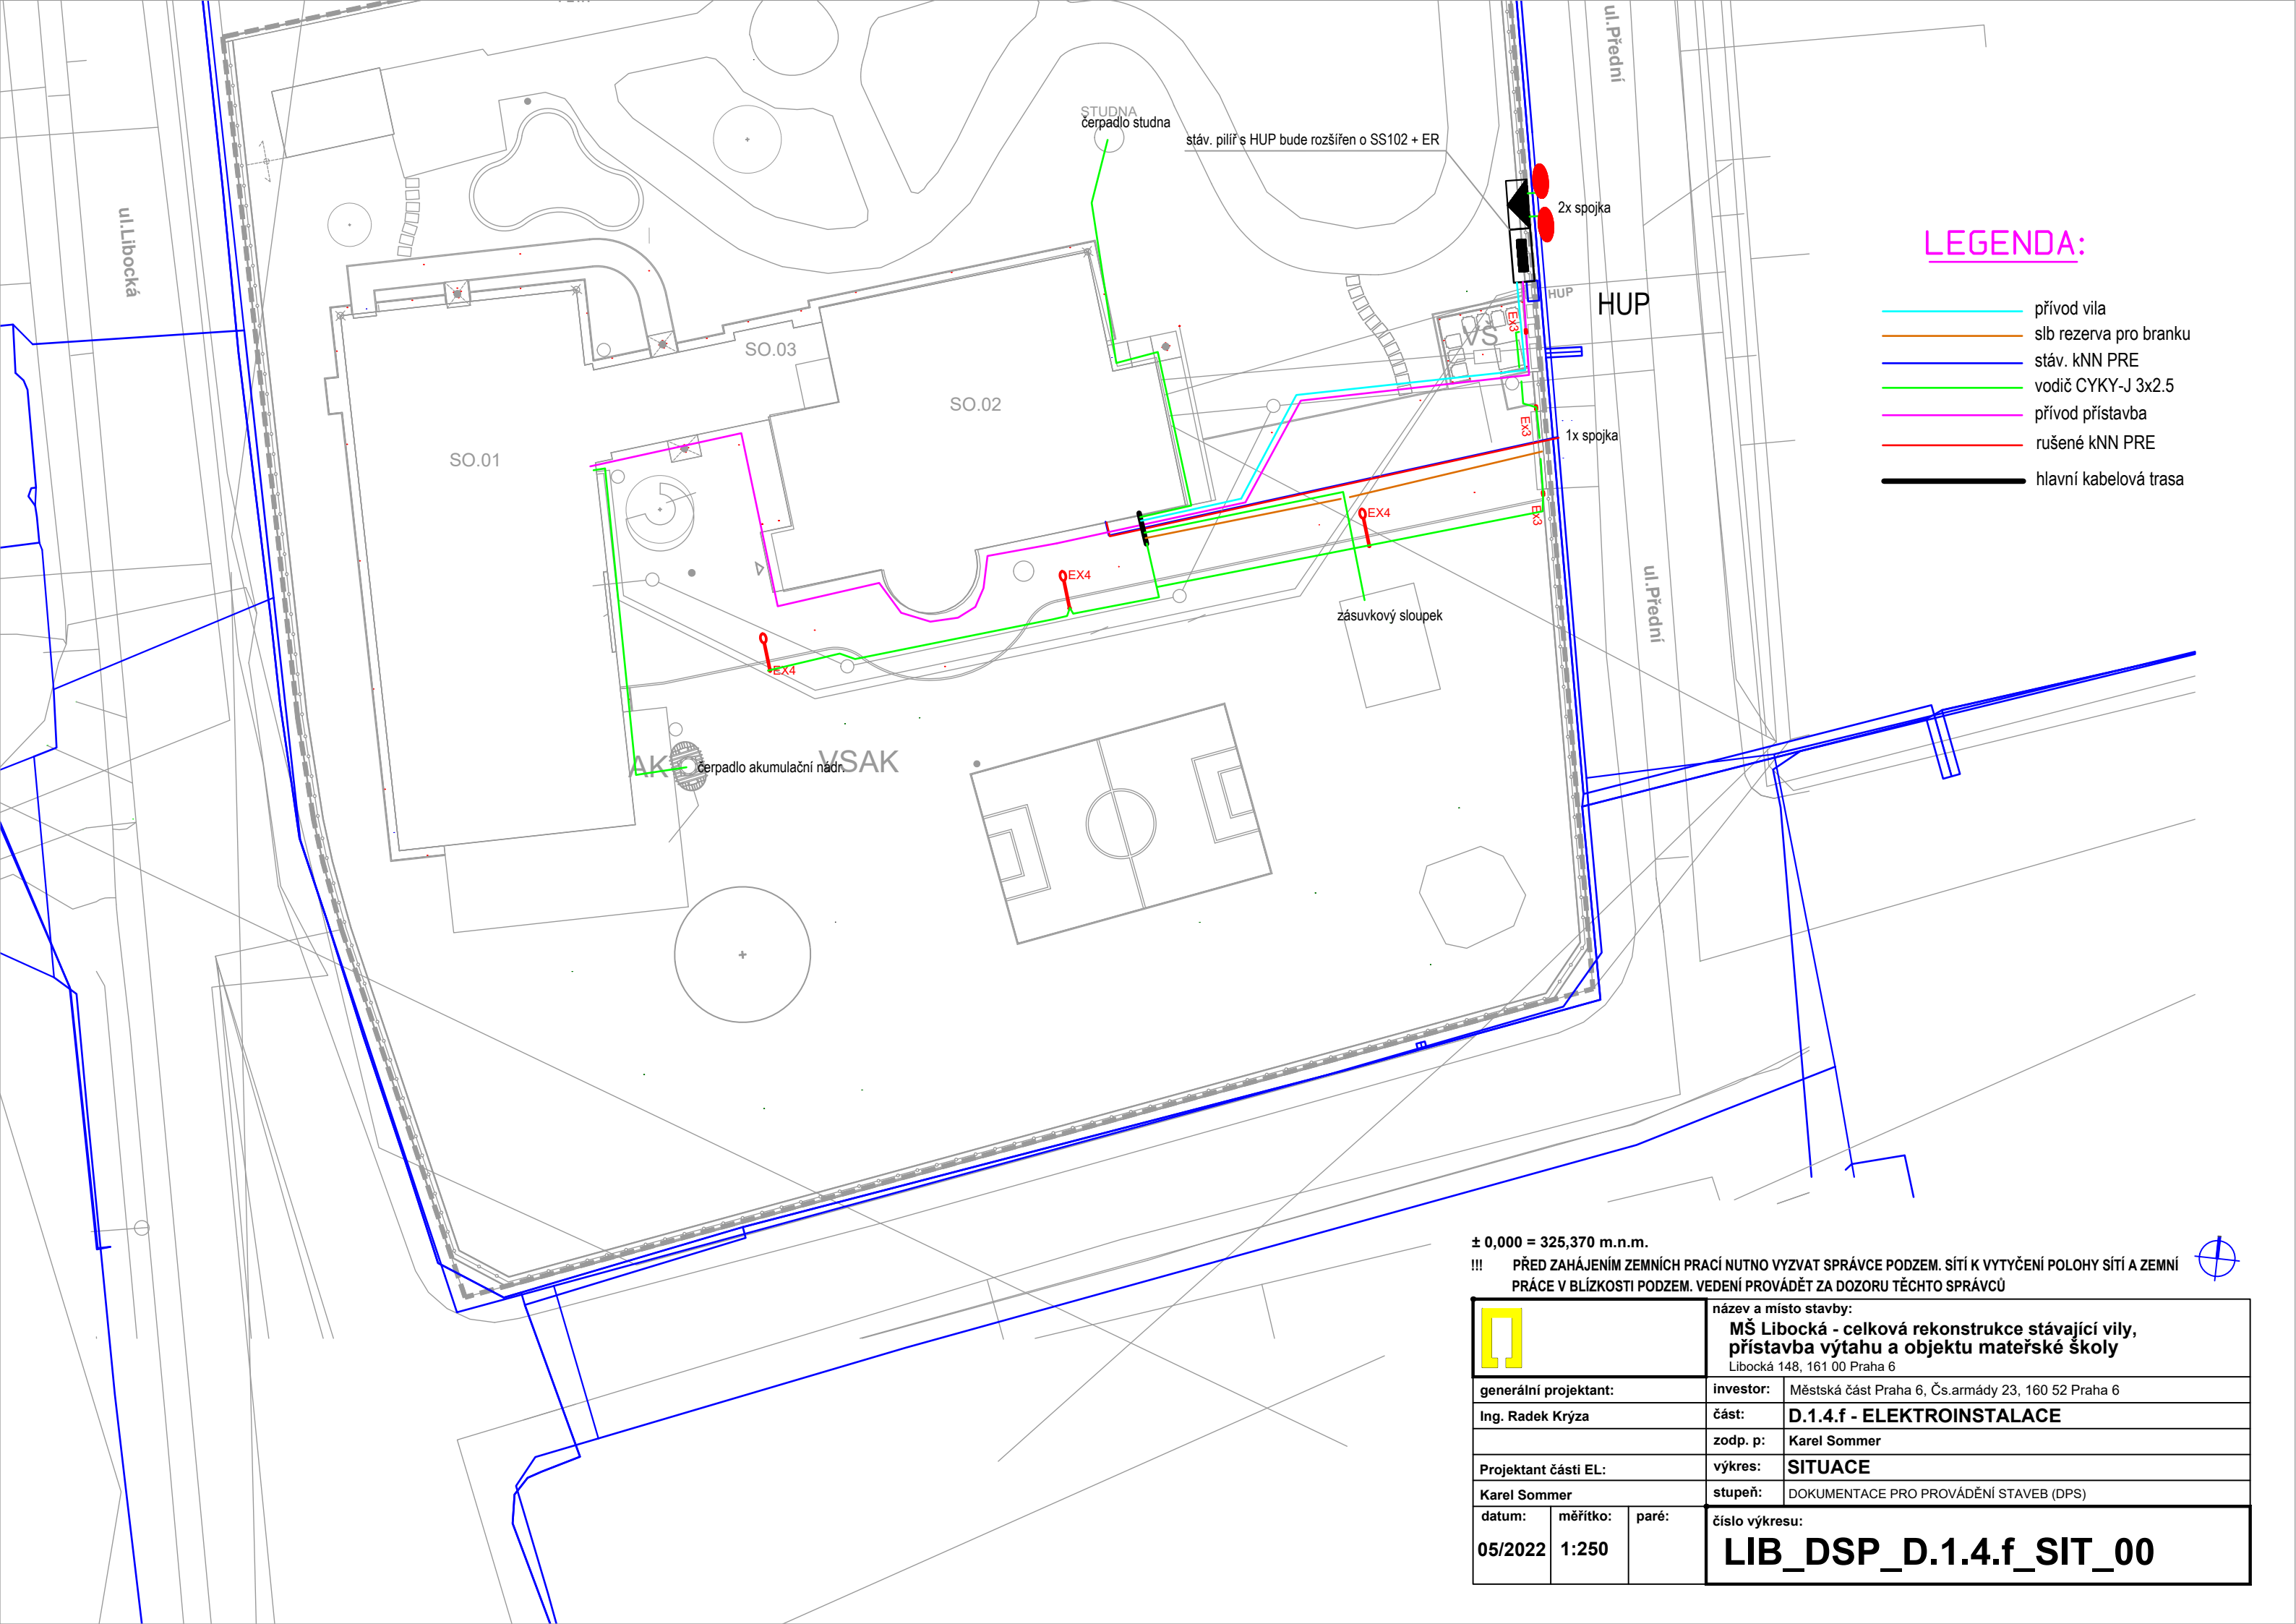 ul.Přední
ul.Libocká
STUDNA
čerpadlo studna
stáv. pilíř s HUP bude rozšířen o SS102 + ER
2x spojka
HUP
HUP
VŠ
Ex3
Ex3
Ex3
1x spojka
SO.03
SO.02
SO.01
EX4
EX4
EX4
zásuvkový sloupek
ul.Přední
AK
VSAK
čerpadlo akumulační nádr.
LEGENDA:
přívod vila
slb rezerva pro branku
stáv. kNN PRE
vodič CYKY-J 3x2.5
přívod přístavba
rušené kNN PRE
hlavní kabelová trasa
± 0,000 = 325,370 m.n.m.
!!! PŘED ZAHÁJENÍM ZEMNÍCH PRACÍ NUTNO VYZVAT SPRÁVCE PODZEM. SÍTÍ K VYTYČENÍ POLOHY SÍTÍ A ZEMNÍ
PRÁCE V BLÍZKOSTI PODZEM. VEDENÍ PROVÁDĚT ZA DOZORU TĚCHTO SPRÁVCŮ
název a místo stavby:
MŠ Libocká - celková rekonstrukce stávající vily,
přístavba výtahu a objektu mateřské školy
Libocká 148, 161 00 Praha 6
generální projektant:
investor: Městská část Praha 6, Čs.armády 23, 160 52 Praha 6
Ing. Radek Krýza
část: D.1.4.f - ELEKTROINSTALACE
zodp. p: Karel Sommer
Projektant části EL:
výkres: SITUACE
Karel Sommer
stupeň: DOKUMENTACE PRO PROVÁDĚNÍ STAVEB (DPS)
datum: měřítko: paré:
05/2022 1:250
číslo výkresu:
LIB_DSP_D.1.4.f_SIT_00